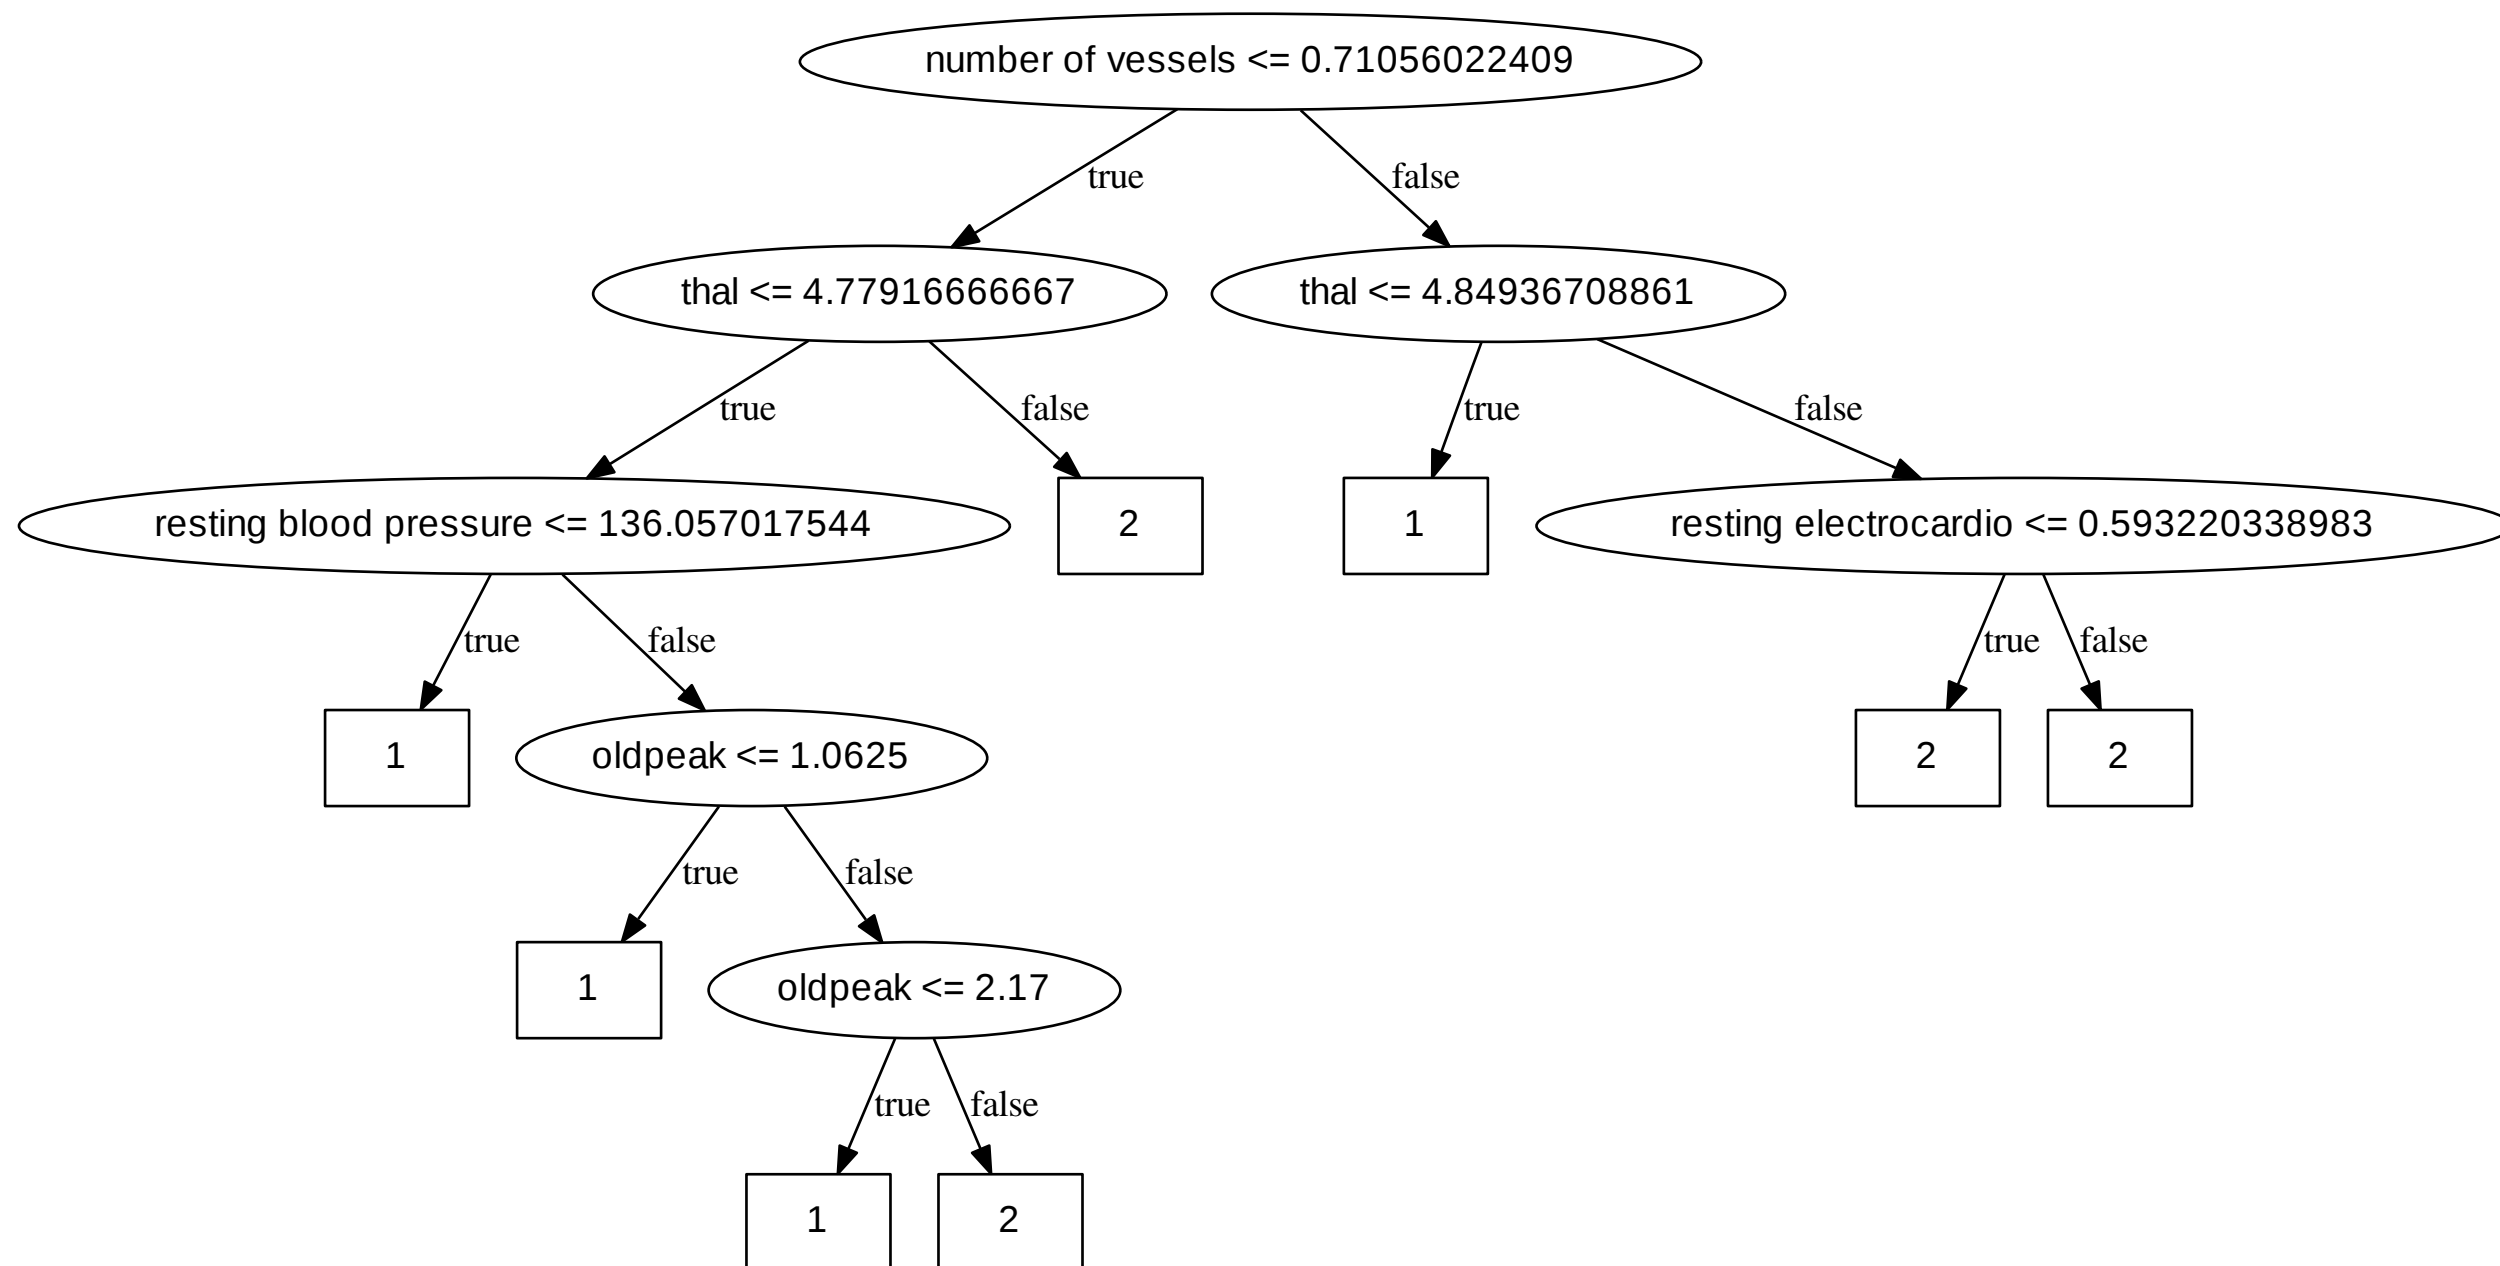 number of vessels <= 0.71056022409
true
false
thal <= 4.77916666667
thal <= 4.84936708861
true
false
true
false
resting blood pressure <= 136.057017544
2
1
resting electrocardio <= 0.593220338983
true
false
true
false
1
oldpeak <= 1.0625
2
2
true
false
1
oldpeak <= 2.17
true
false
1
2